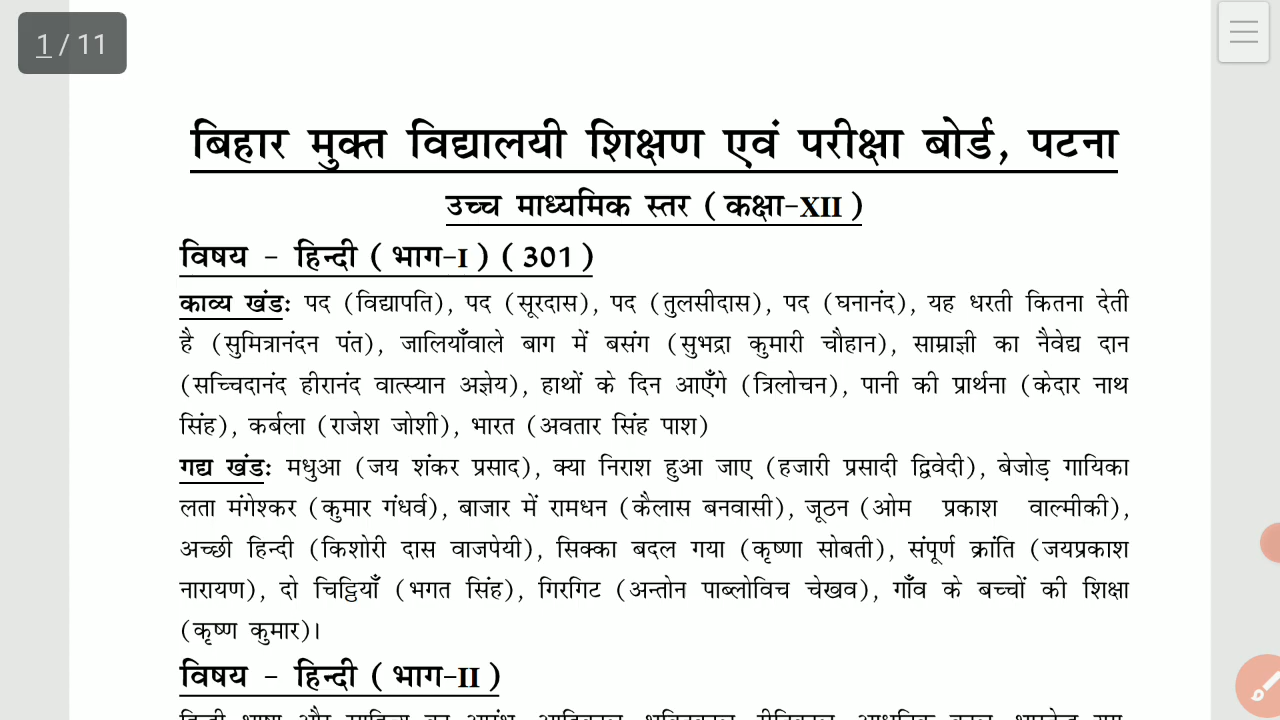 1 / 11
बिहार मुक्त विद्यालयी शिक्षण एवं परीक्षा बोर्ड, पटना
उच्च माध्यमिक स्तर (कक्षा-XII)
विषय - हिन्दी (भाग-I) (301)
काव्य खंडः पद (विद्यापति), पद (सूरदास), पद (तुलसीदास), पद (घनानंद), यह धरती कितना देती
है (सुमित्रानंदन पंत), जालियाँवाले बाग में बसंग (सुभद्रा कुमारी चौहान), साम्राज्ञी का नैवेद्य दान
(सच्चिदानंद हीरानंद वात्स्यान अज्ञेय), हाथों के दिन आएँगे (त्रिलोचन), पानी की प्रार्थना (केदार नाथ
सिंह), कर्बला (राजेश जोशी), भारत (अवतार सिंह पाश)
गद्य खंडः मधुआ (जय शंकर प्रसाद), क्या निराश हुआ जाए (हजारी प्रसादी द्विवेदी), बेजोड़ गायिका
लता मंगेश्कर (कुमार गंधर्व), बाजार में रामधन (कैलास बनवासी), जूठन (ओम प्रकाश वाल्मीकी),
अच्छी हिन्दी (किशोरी दास वाजपेयी), सिक्का बदल गया (कृष्णा सोबती), संपूर्ण क्रांति (जयप्रकाश
नारायण), दो चिट्ठियाँ (भगत सिंह), गिरगिट (अन्तोन पाब्लोविच चेखव), गाँव के बच्चों की शिक्षा
(कृष्ण कुमार)।
विषय - हिन्दी (भाग-II)